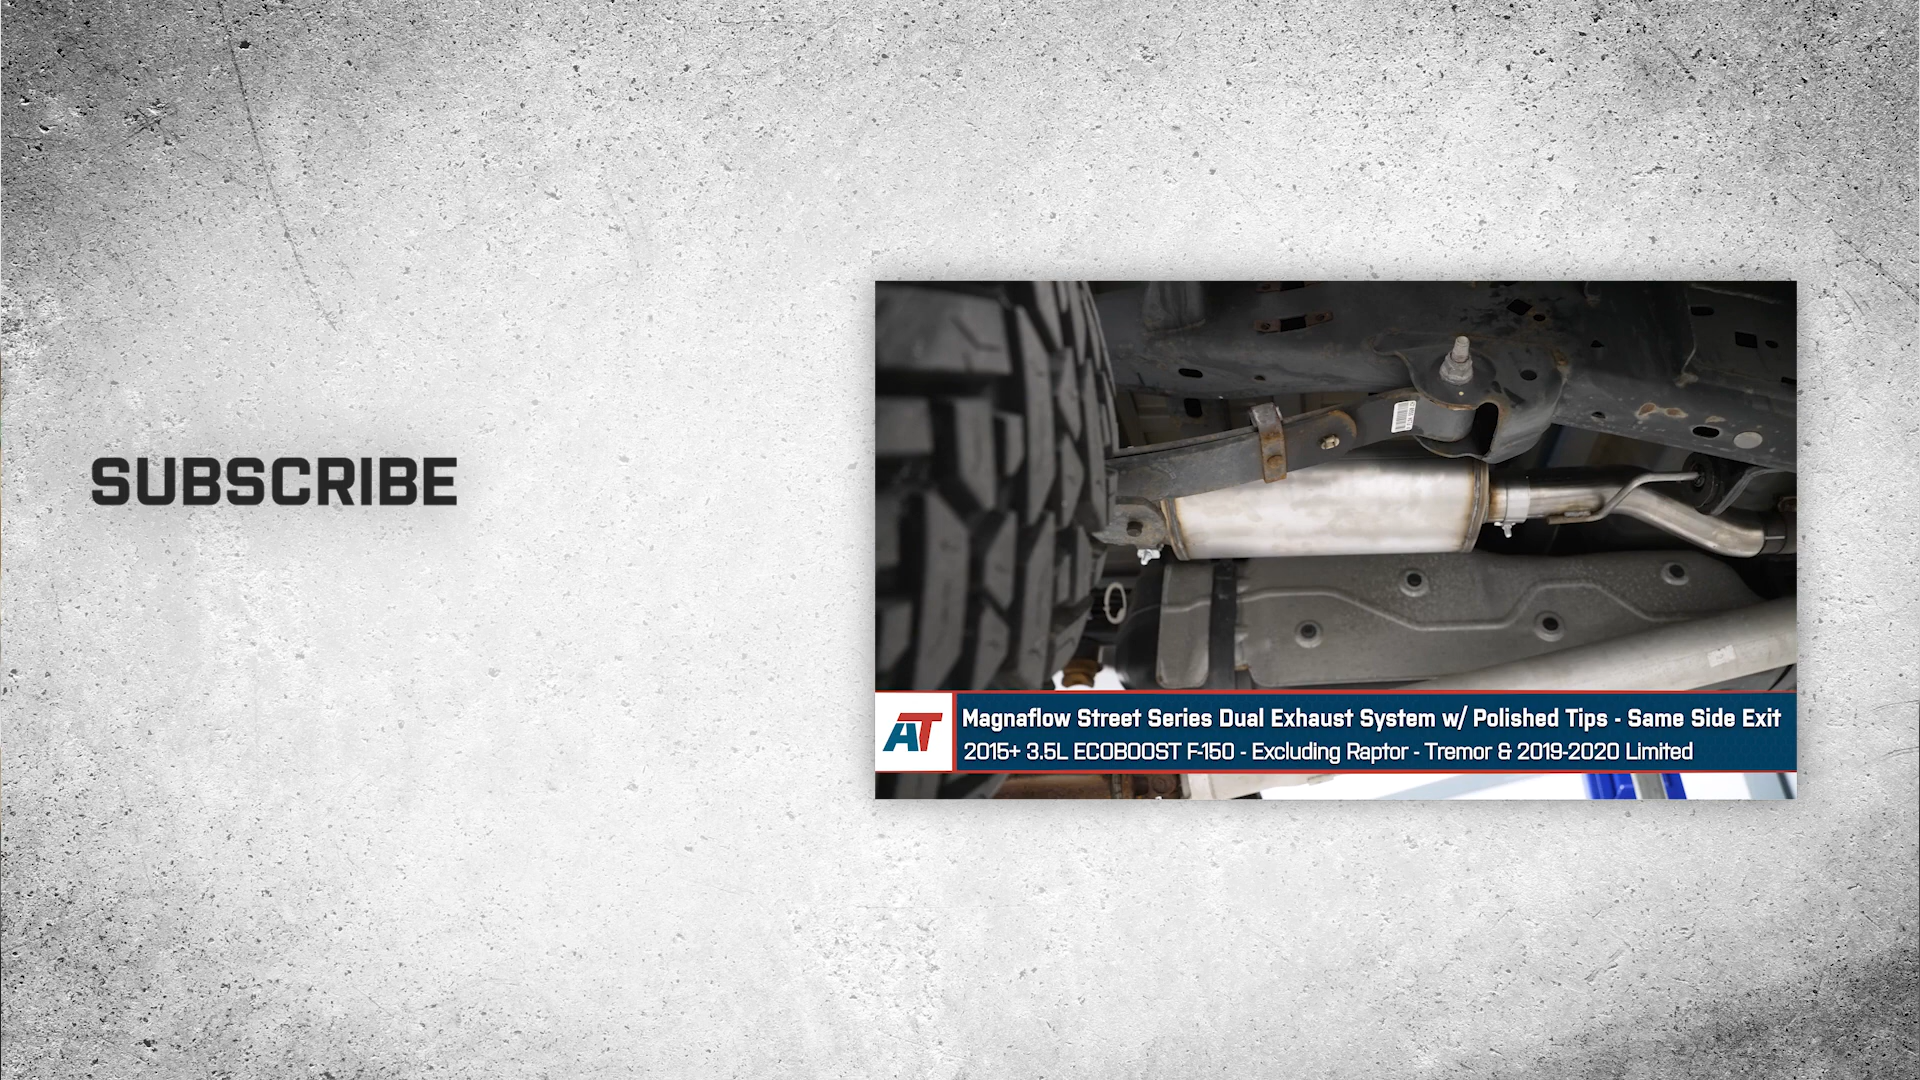 SUBSCRIBE
AT
Magnaflow Street Series Dual Exhaust System w/ Polished Tips - Same Side Exit
2015+ 3.5L ECOBOOST F-150 - Excluding Raptor - Tremor & 2019-2020 Limited